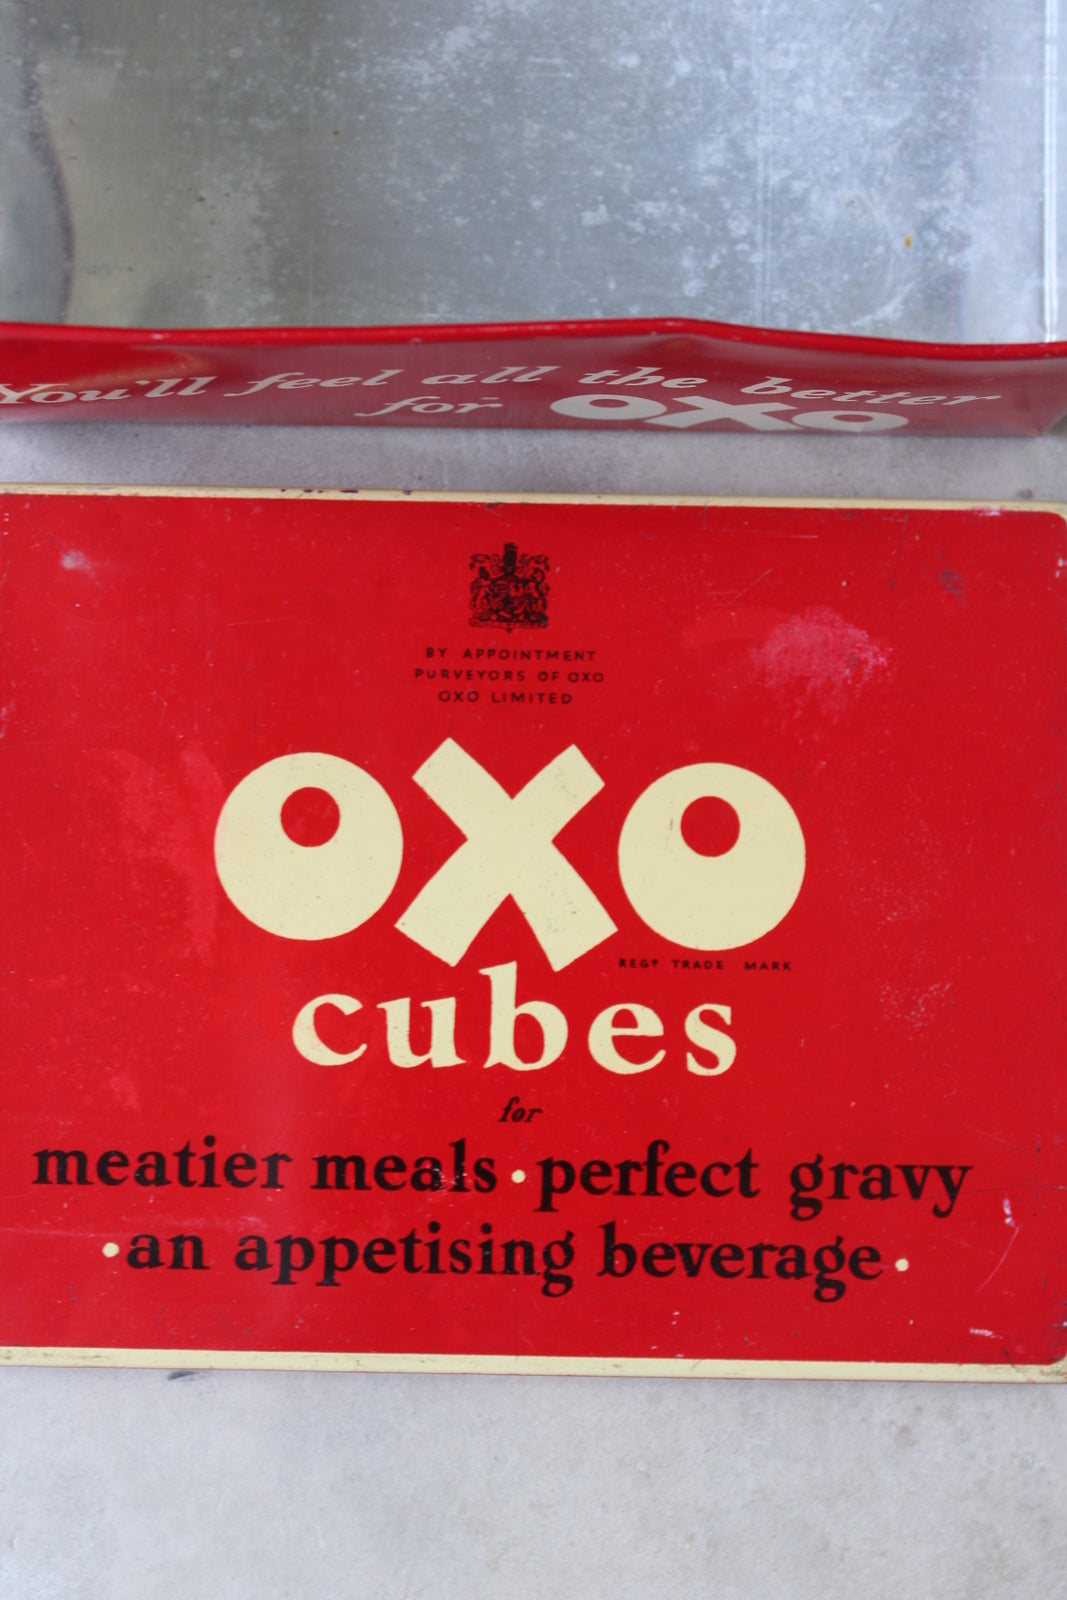 You'll feel all the better
for OXO
BY APPOINTMENT
PURVEYORS OF OXO
OXO LIMITED
OXO
REGD TRADE MARK
cubes
for
meatier meals · perfect gravy
· an appetising beverage ·